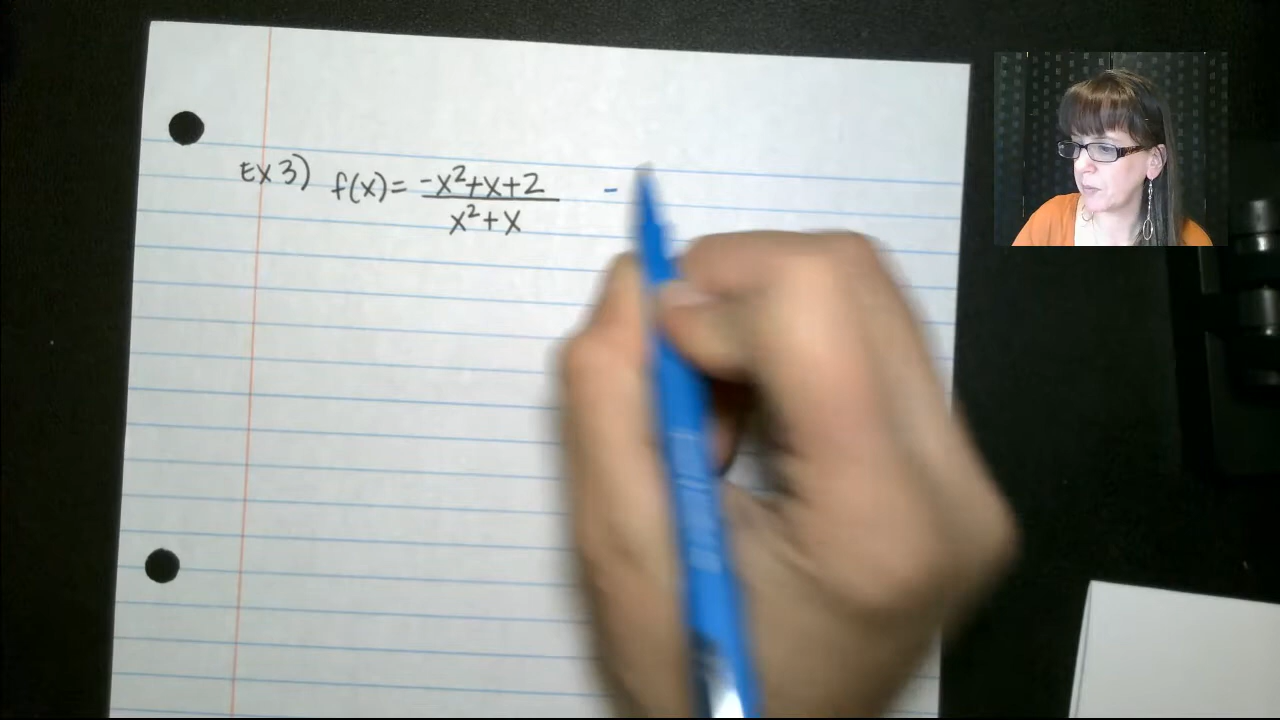 Ex 3) f(x) = -x²+x+2 -
x²+x